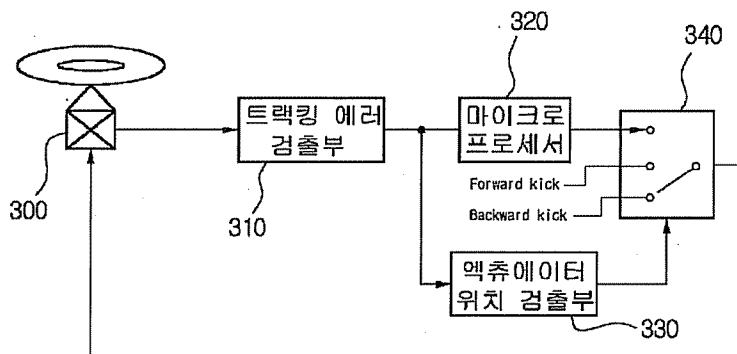 320
340
트랙킹 에러
검출부
마이크로
프로세서
300
310
Forward kick
Backward kick
엑츄에이터
위치 검출부
330